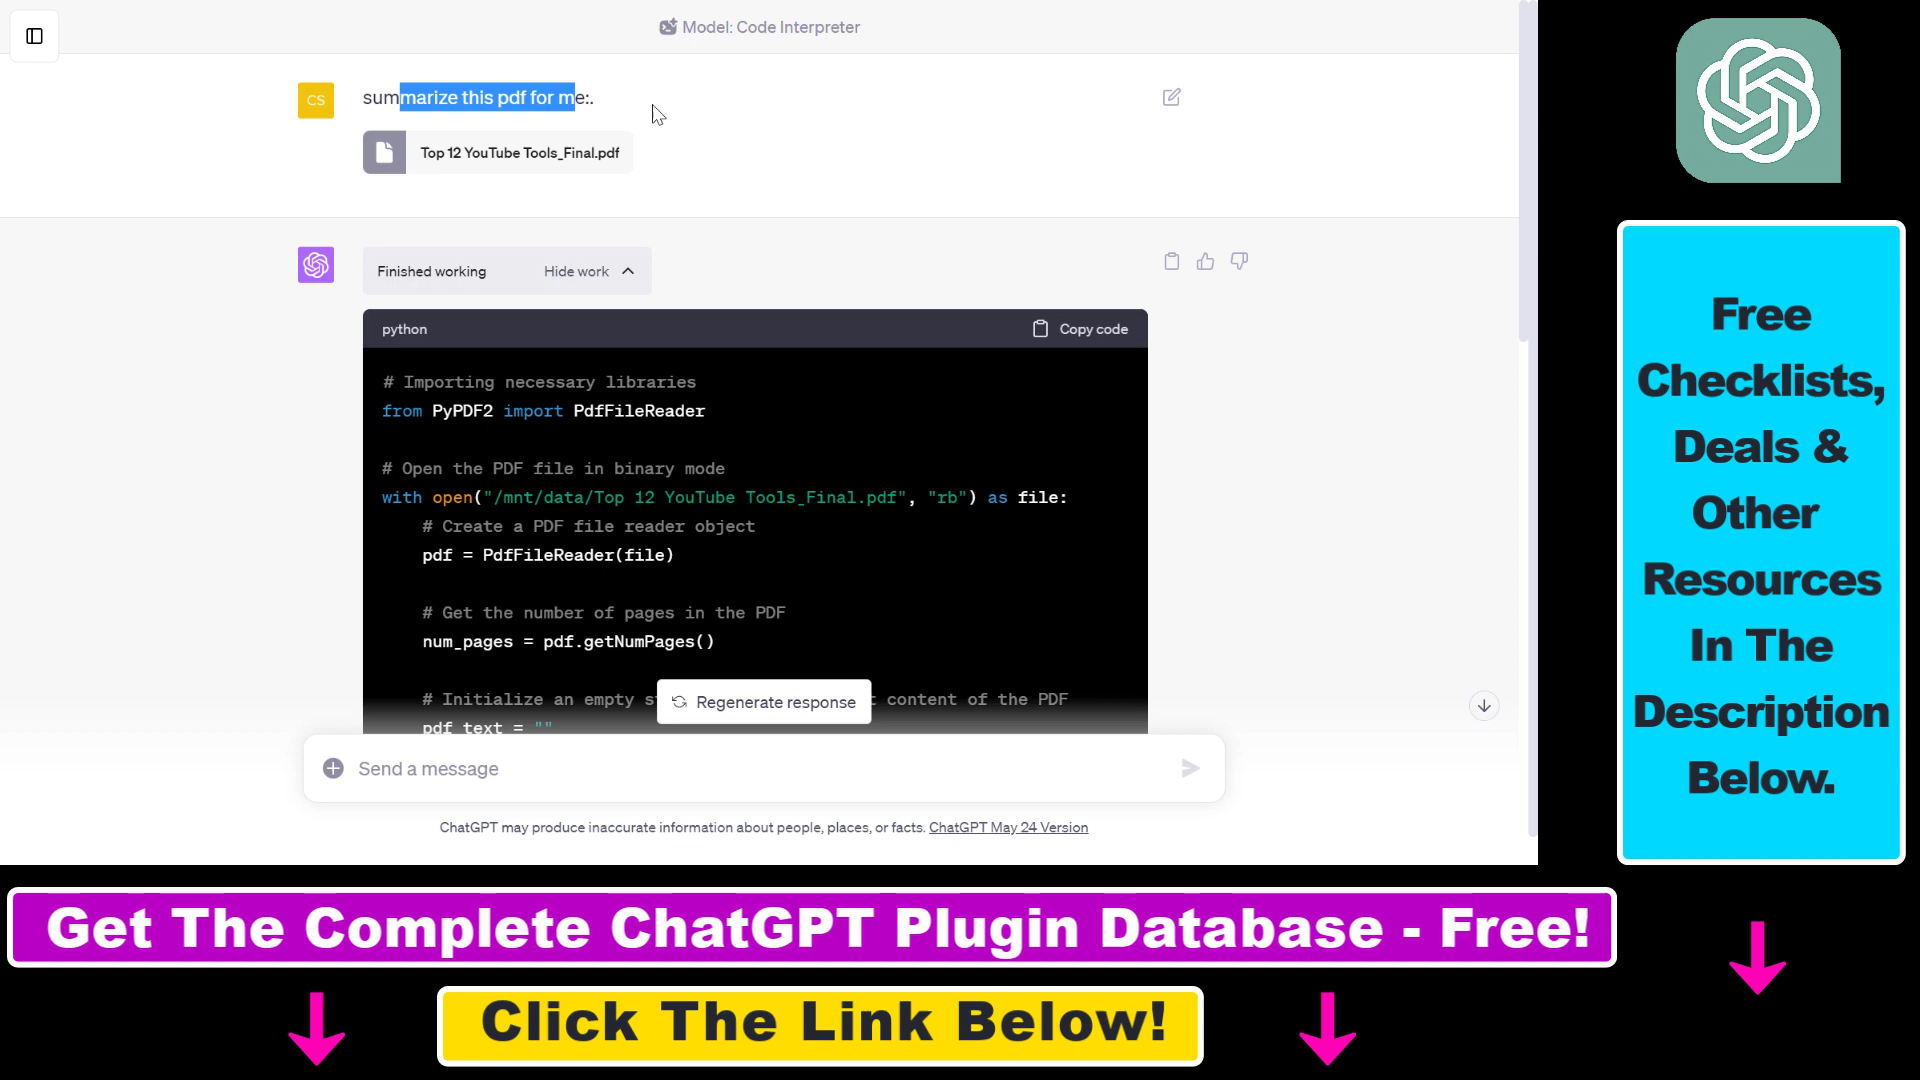 Model: Code Interpreter
CS
summarize this pdf for me:.
Top 12 YouTube Tools_Final.pdf
Finished working Hide work
python Copy code
# Importing necessary libraries
from PyPDF2 import PdfFileReader
# Open the PDF file in binary mode
with open("/mnt/data/Top 12 YouTube Tools_Final.pdf", "rb") as file:
# Create a PDF file reader object
pdf = PdfFileReader(file)
# Get the number of pages in the PDF
num_pages = pdf.getNumPages()
# Initialize an empty content of the PDF
pdf_text = ""
Regenerate response
Send a message
ChatGPT may produce inaccurate information about people, places, or facts. ChatGPT May 24 Version
Free
Checklists,
Deals &
Other
Resources
In The
Description
Below.
Get The Complete ChatGPT Plugin Database - Free!
Click The Link Below!